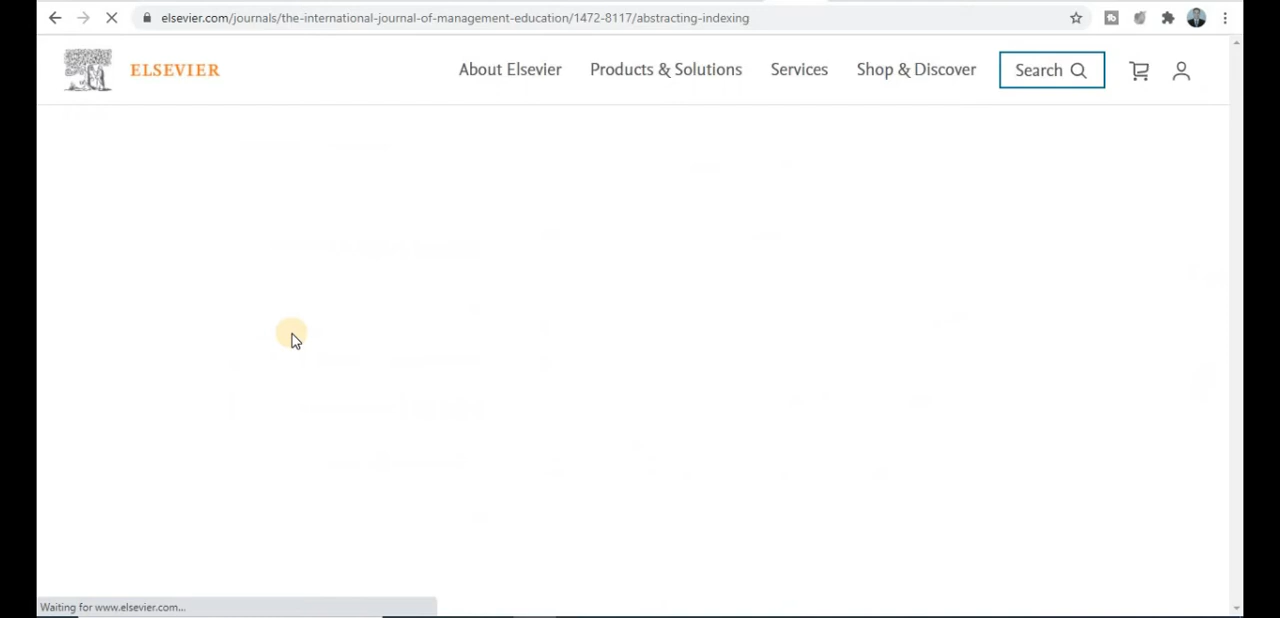 elsevier.com/journals/the-international-journal-of-management-education/1472-8117/abstracting-indexing
ELSEVIER About Elsevier Products & Solutions Services Shop & Discover Search
Waiting for www.elsevier.com...